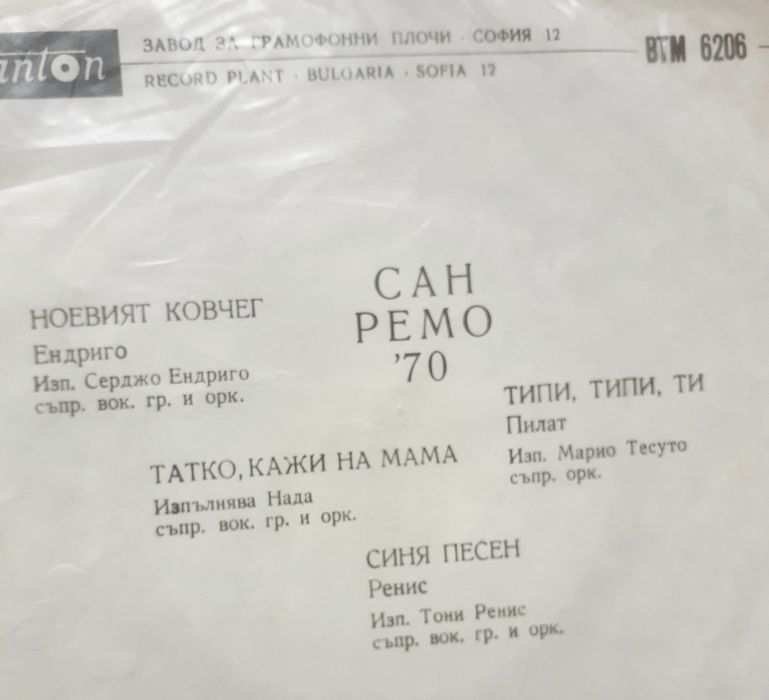 ЗАВОД ЗА ГРАМОФОННИ ПЛОЧИ · СОФИЯ 12
RECORD PLANT · BULGARIA · SOFIA 12
ВТМ 6206
САН
РЕМО
'70
НОЕВИЯТ КОВЧЕГ
Ендриго
Изп. Серджо Ендриго
съпр. вок. гр. и орк.
ТИПИ, ТИПИ, ТИ
Пилат
Изп. Марио Тесуто
съпр. орк.
ТАТКО, КАЖИ НА МАМА
Изпълнява Нада
съпр. вок. гр. и орк.
СИНЯ ПЕСЕН
Ренис
Изп. Тони Ренис
съпр. вок. гр. и орк.